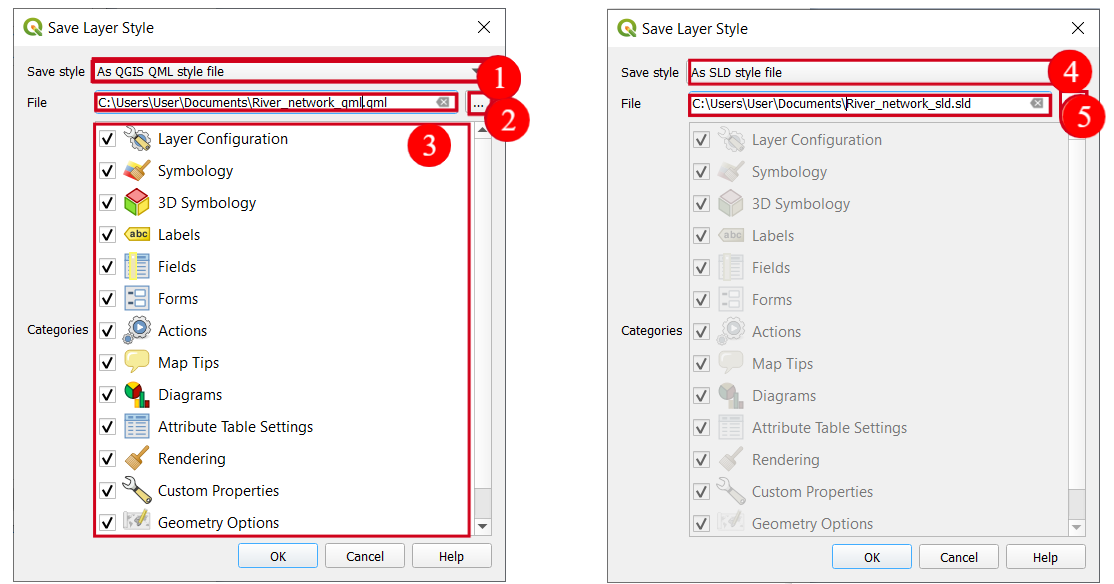 Save Layer Style
Save style As QGIS QML style file
1
File C:\Users\User\Documents\River_network_qml.qml ...
2
3
Layer Configuration
Symbology
3D Symbology
abc Labels
Fields
Forms
Categories Actions
Map Tips
Diagrams
Attribute Table Settings
Rendering
Custom Properties
Geometry Options
OK Cancel Help
Save Layer Style
Save style As SLD style file
4
File C:\Users\User\Documents\River_network_sld.sld
5
Layer Configuration
Symbology
3D Symbology
abc Labels
Fields
Forms
Categories Actions
Map Tips
Diagrams
Attribute Table Settings
Rendering
Custom Properties
Geometry Options
OK Cancel Help